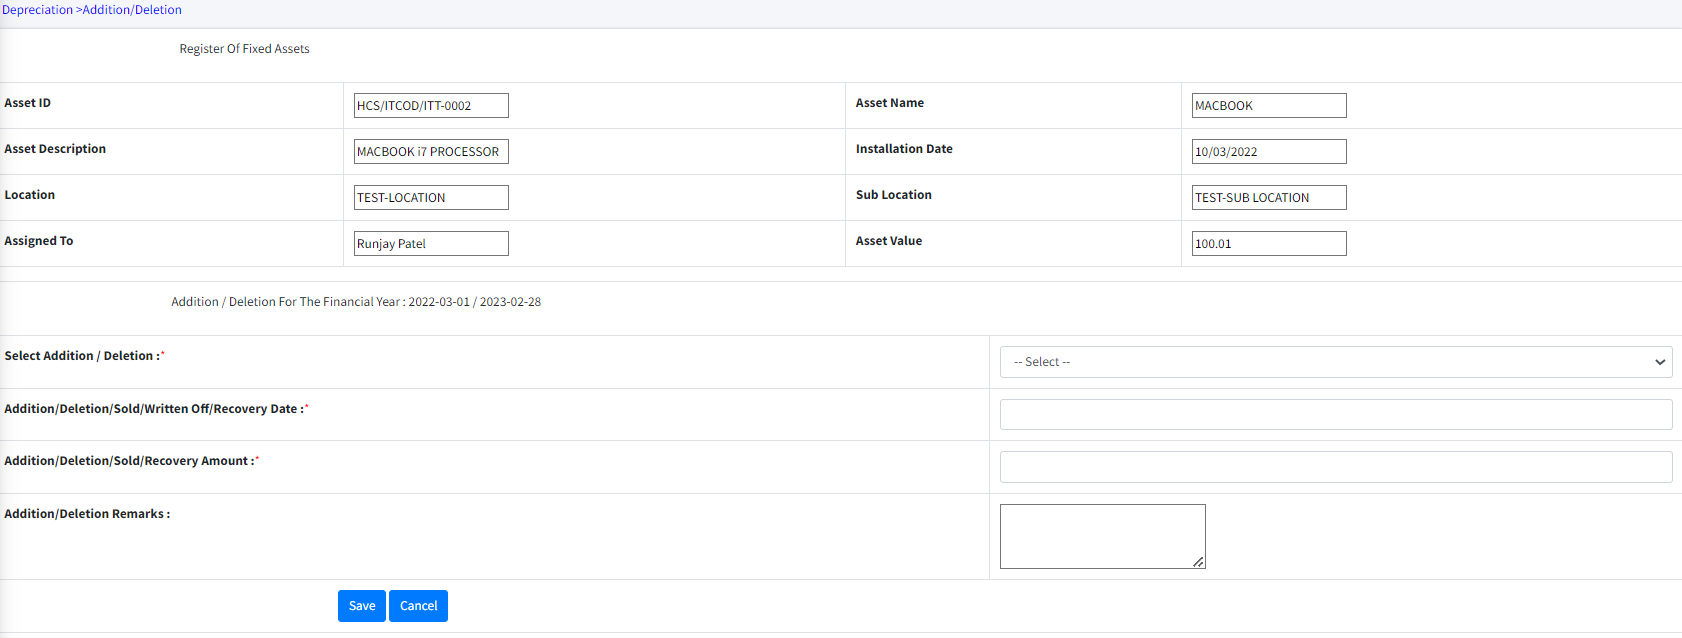 Depreciation >Addition/Deletion
Register Of Fixed Assets
Asset ID HCS/ITCOD/ITT-0002 Asset Name MACBOOK
Asset Description MACBOOK i7 PROCESSOR Installation Date 10/03/2022
Location TEST-LOCATION Sub Location TEST-SUB LOCATION
Assigned To Runjay Patel Asset Value 100.01
Addition / Deletion For The Financial Year : 2022-03-01 / 2023-02-28
Select Addition / Deletion :* -- Select --
Addition/Deletion/Sold/Written Off/Recovery Date :*
Addition/Deletion/Sold/Recovery Amount :*
Addition/Deletion Remarks :
Save Cancel